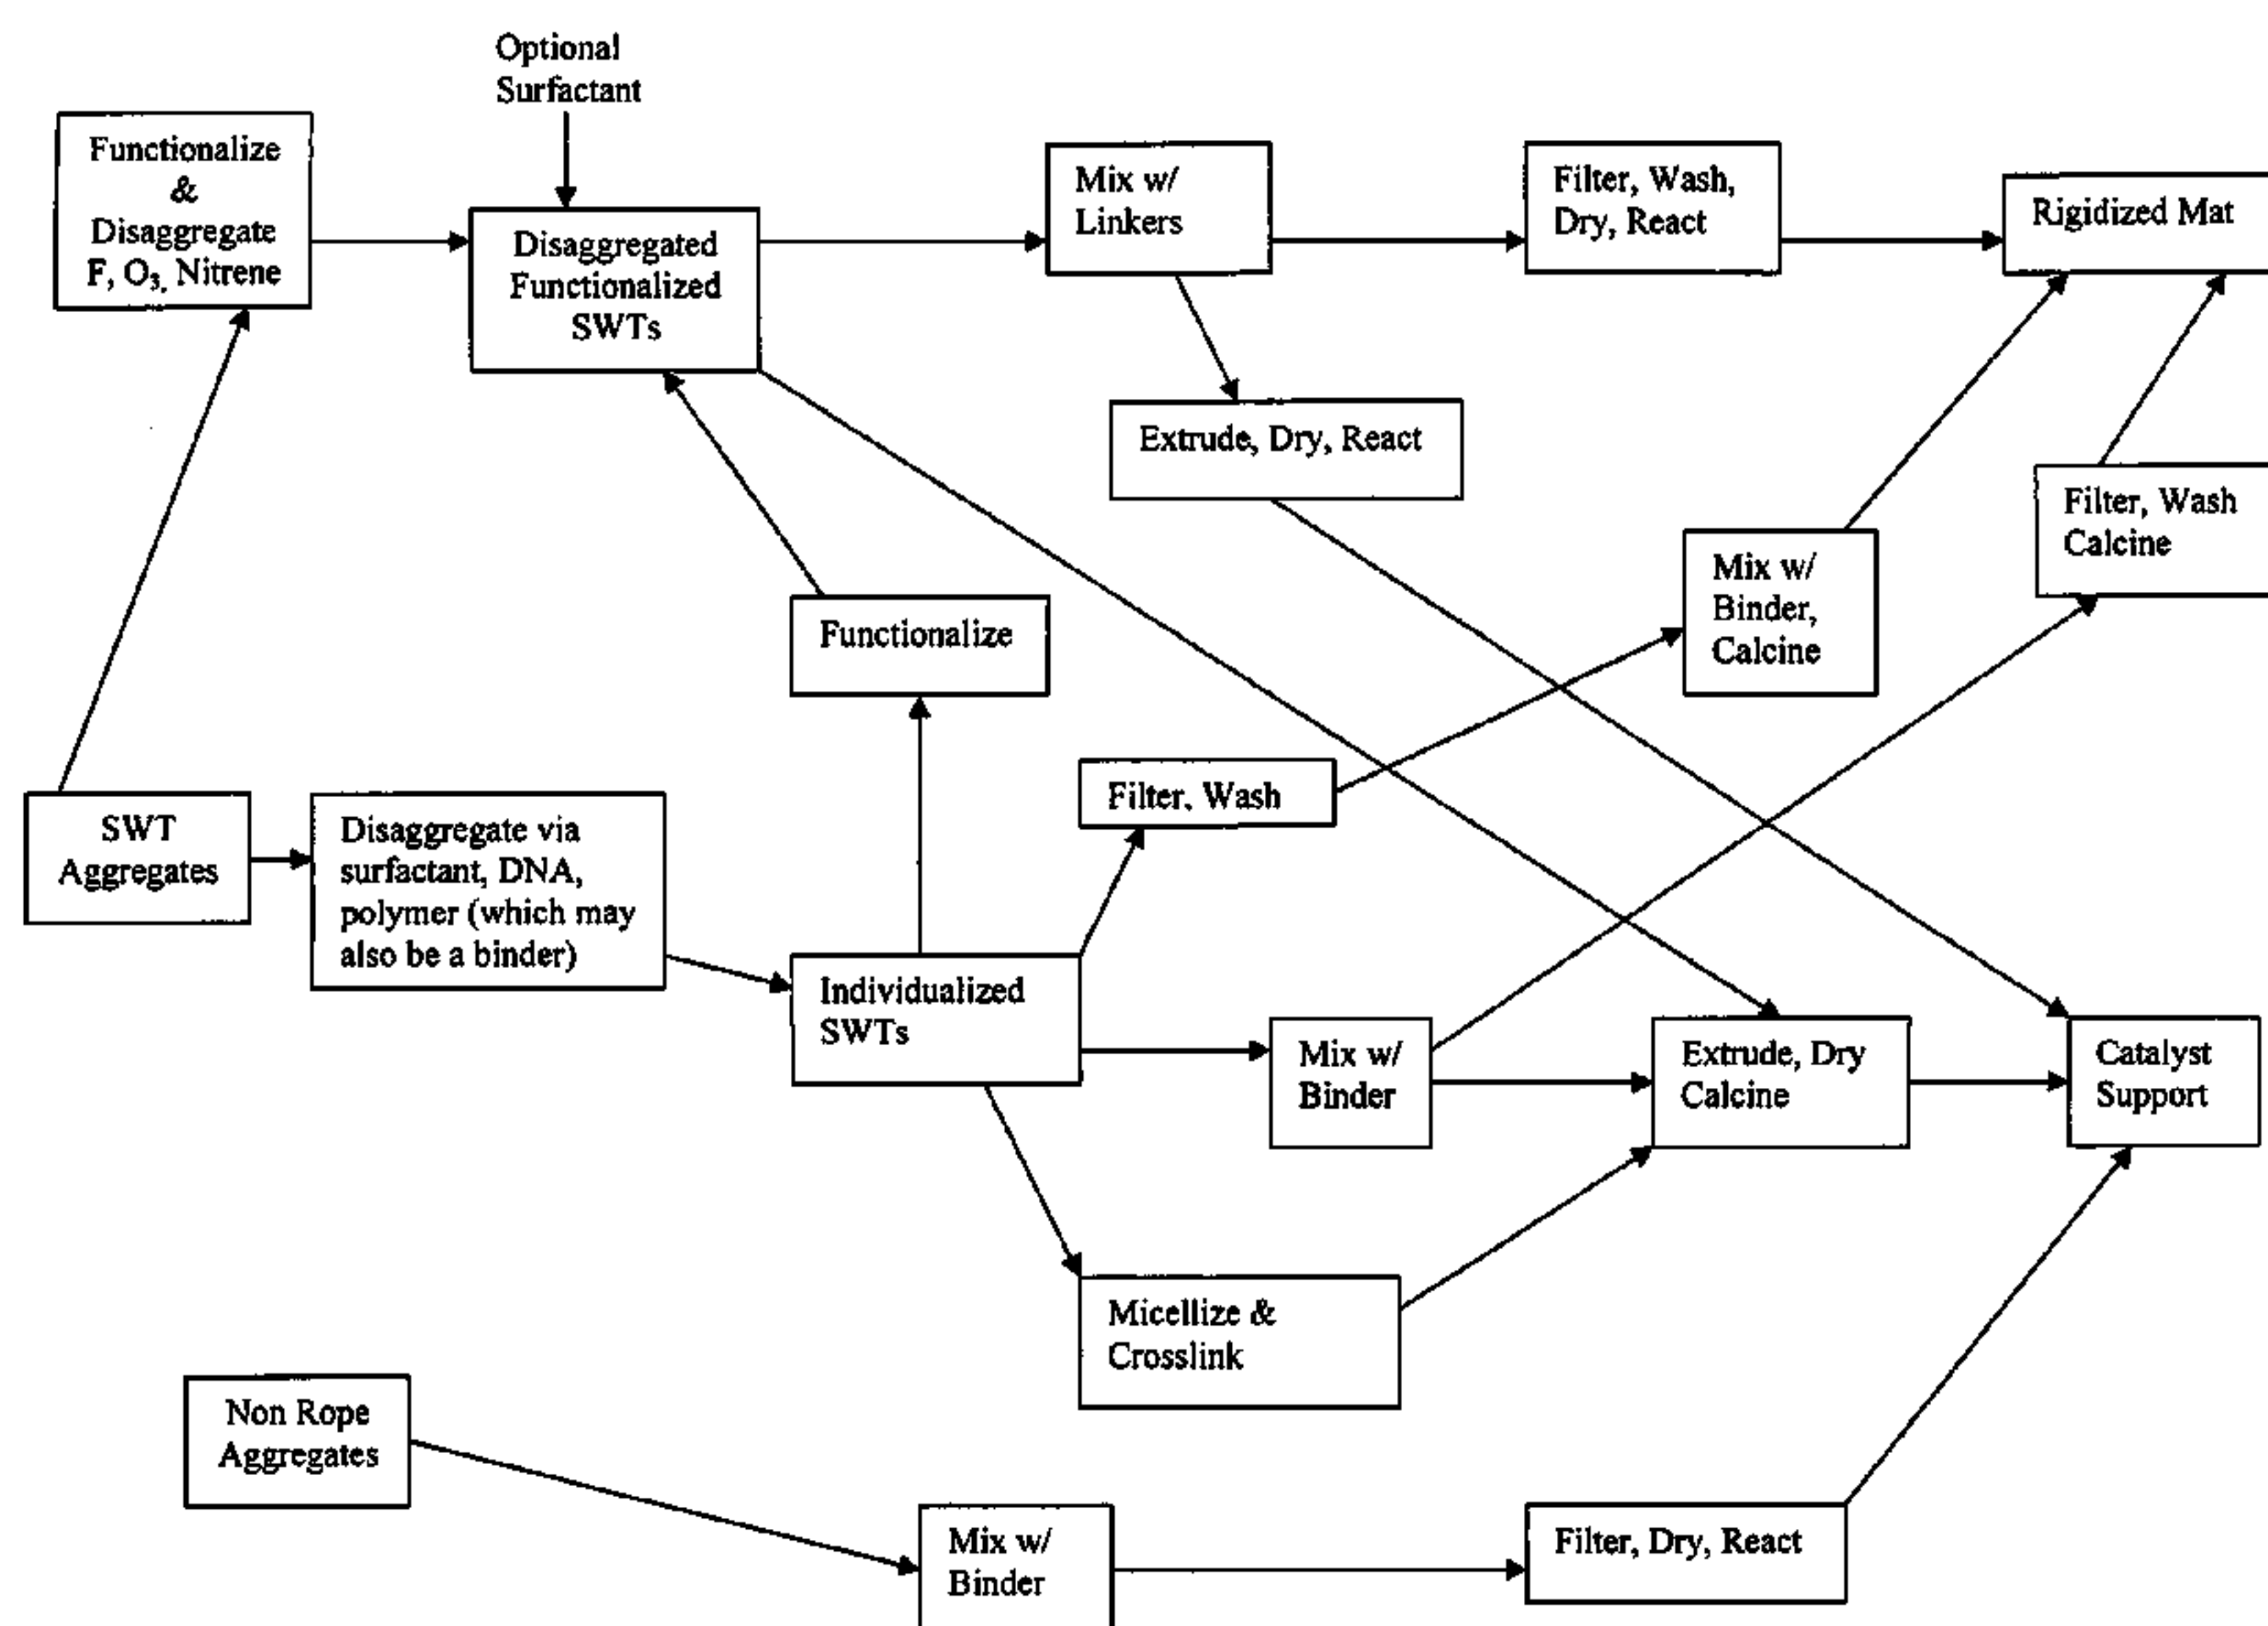 Optional
Surfactant
Functionalize
&
Disaggregate
F, O₃, Nitrene
Disaggregated
Functionalized
SWTs
Mix w/
Linkers
Filter, Wash,
Dry, React
Rigidized Mat
Extrude, Dry, React
Filter, Wash
Calcine
Mix w/
Binder,
Calcine
Functionalize
Filter, Wash
SWT
Aggregates
Disaggregate via
surfactant, DNA,
polymer (which may
also be a binder)
Individualized
SWTs
Mix w/
Binder
Extrude, Dry
Calcine
Catalyst
Support
Micellize &
Crosslink
Non Rope
Aggregates
Mix w/
Binder
Filter, Dry, React